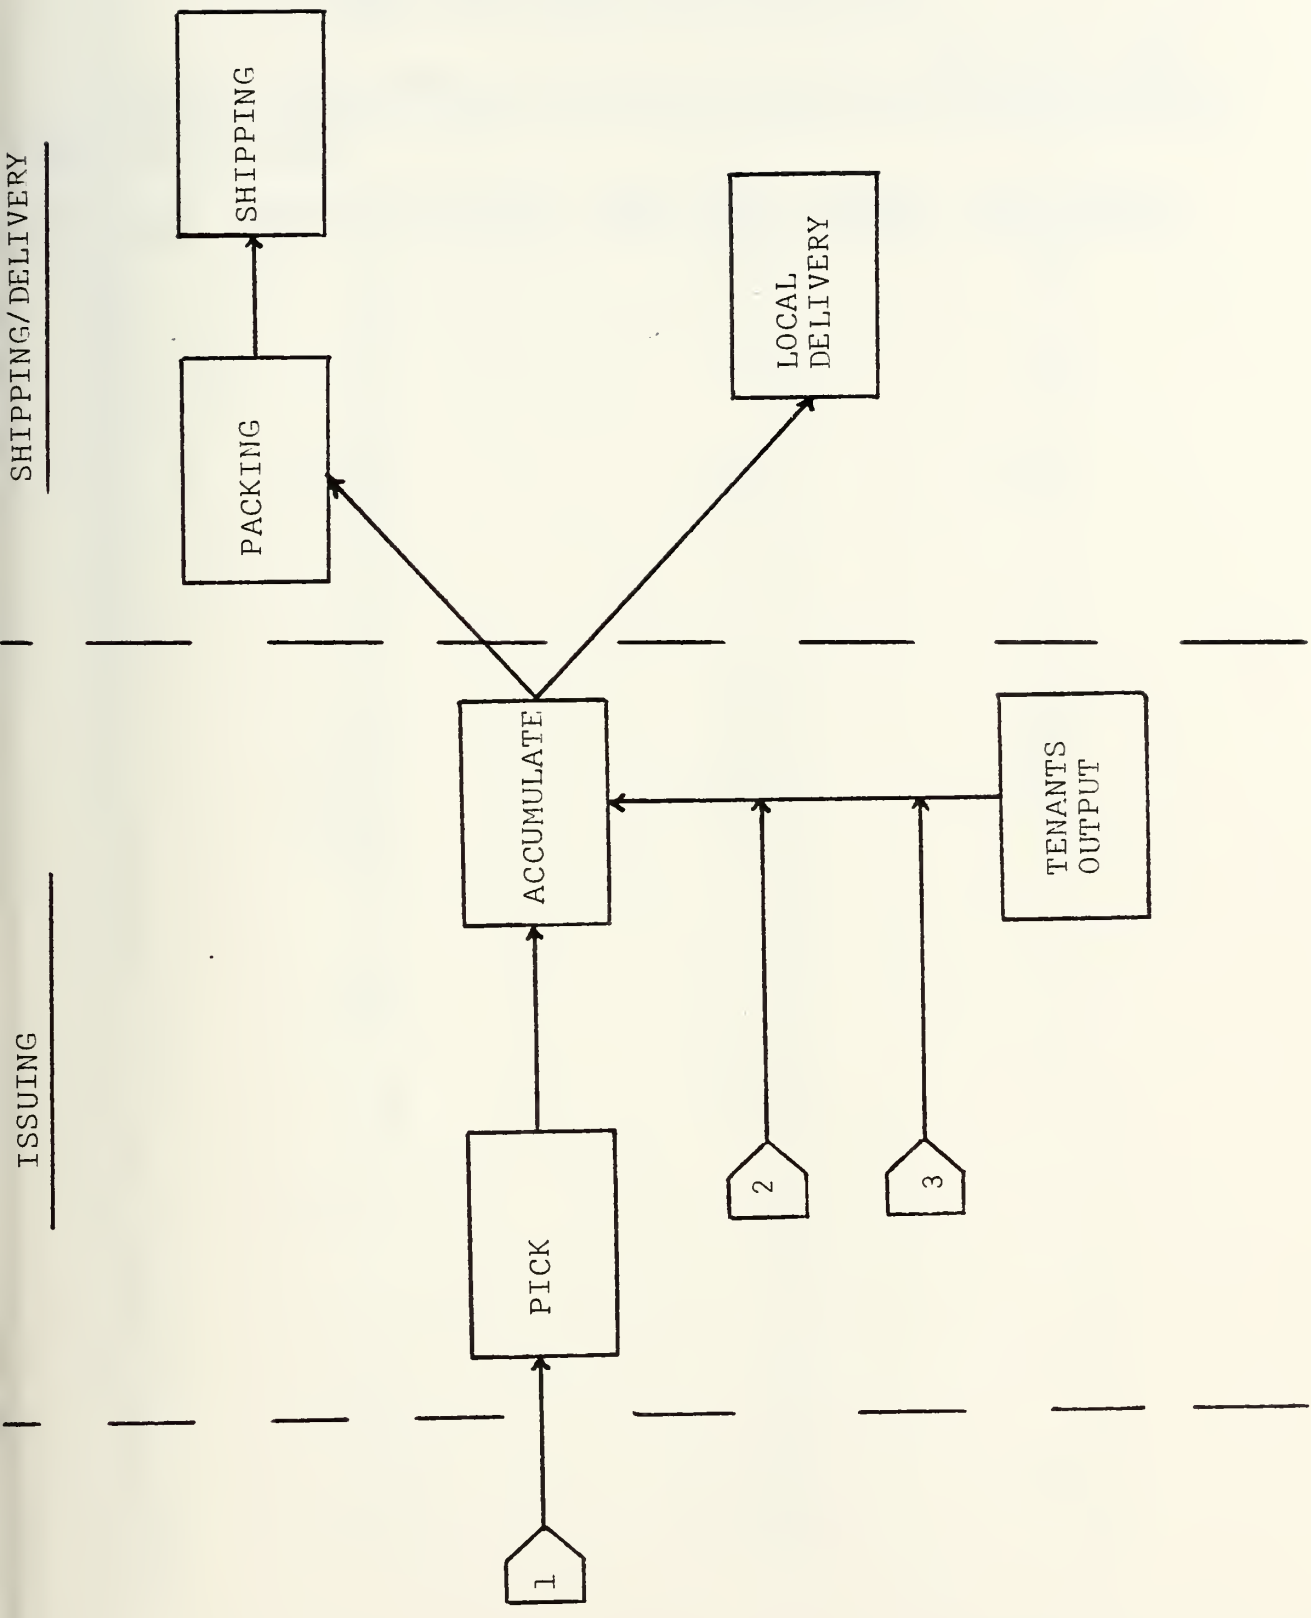 ISSUING
SHIPPING/DELIVERY
PACKING
SHIPPING
1
PICK
ACCUMULATE
2
LOCAL
DELIVERY
3
TENANTS
OUTPUT